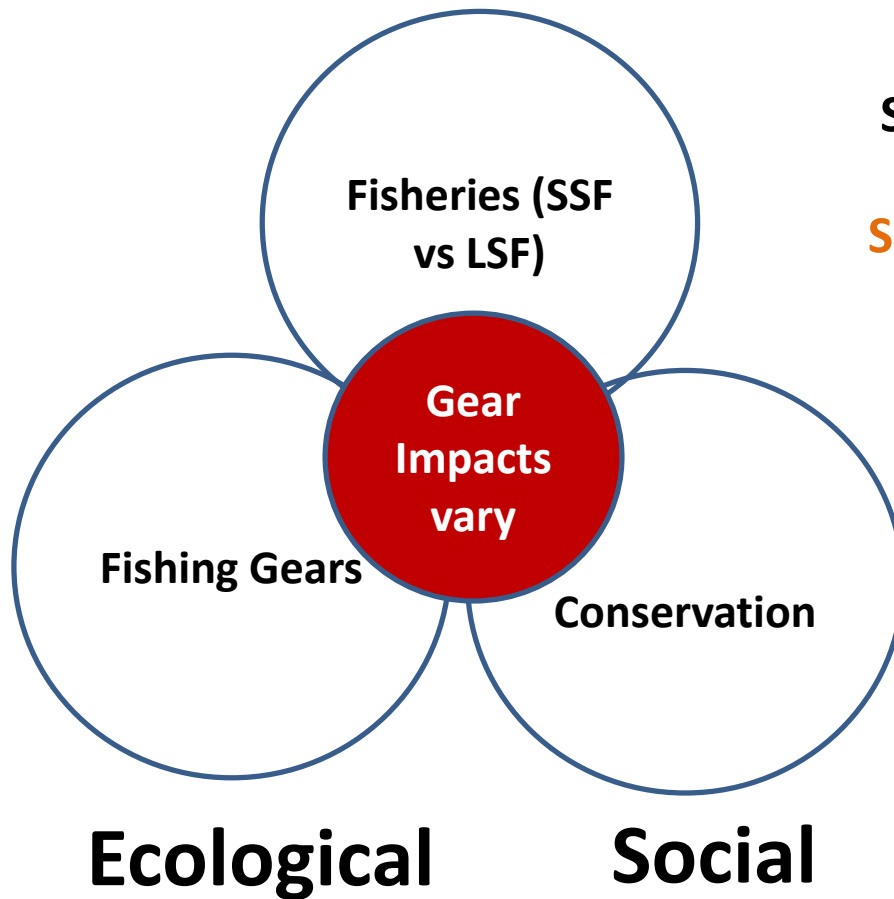 S
Fisheries (SSF
vs LSF)
S
Gear
Impacts
vary
Fishing Gears
Conservation
Ecological
Social